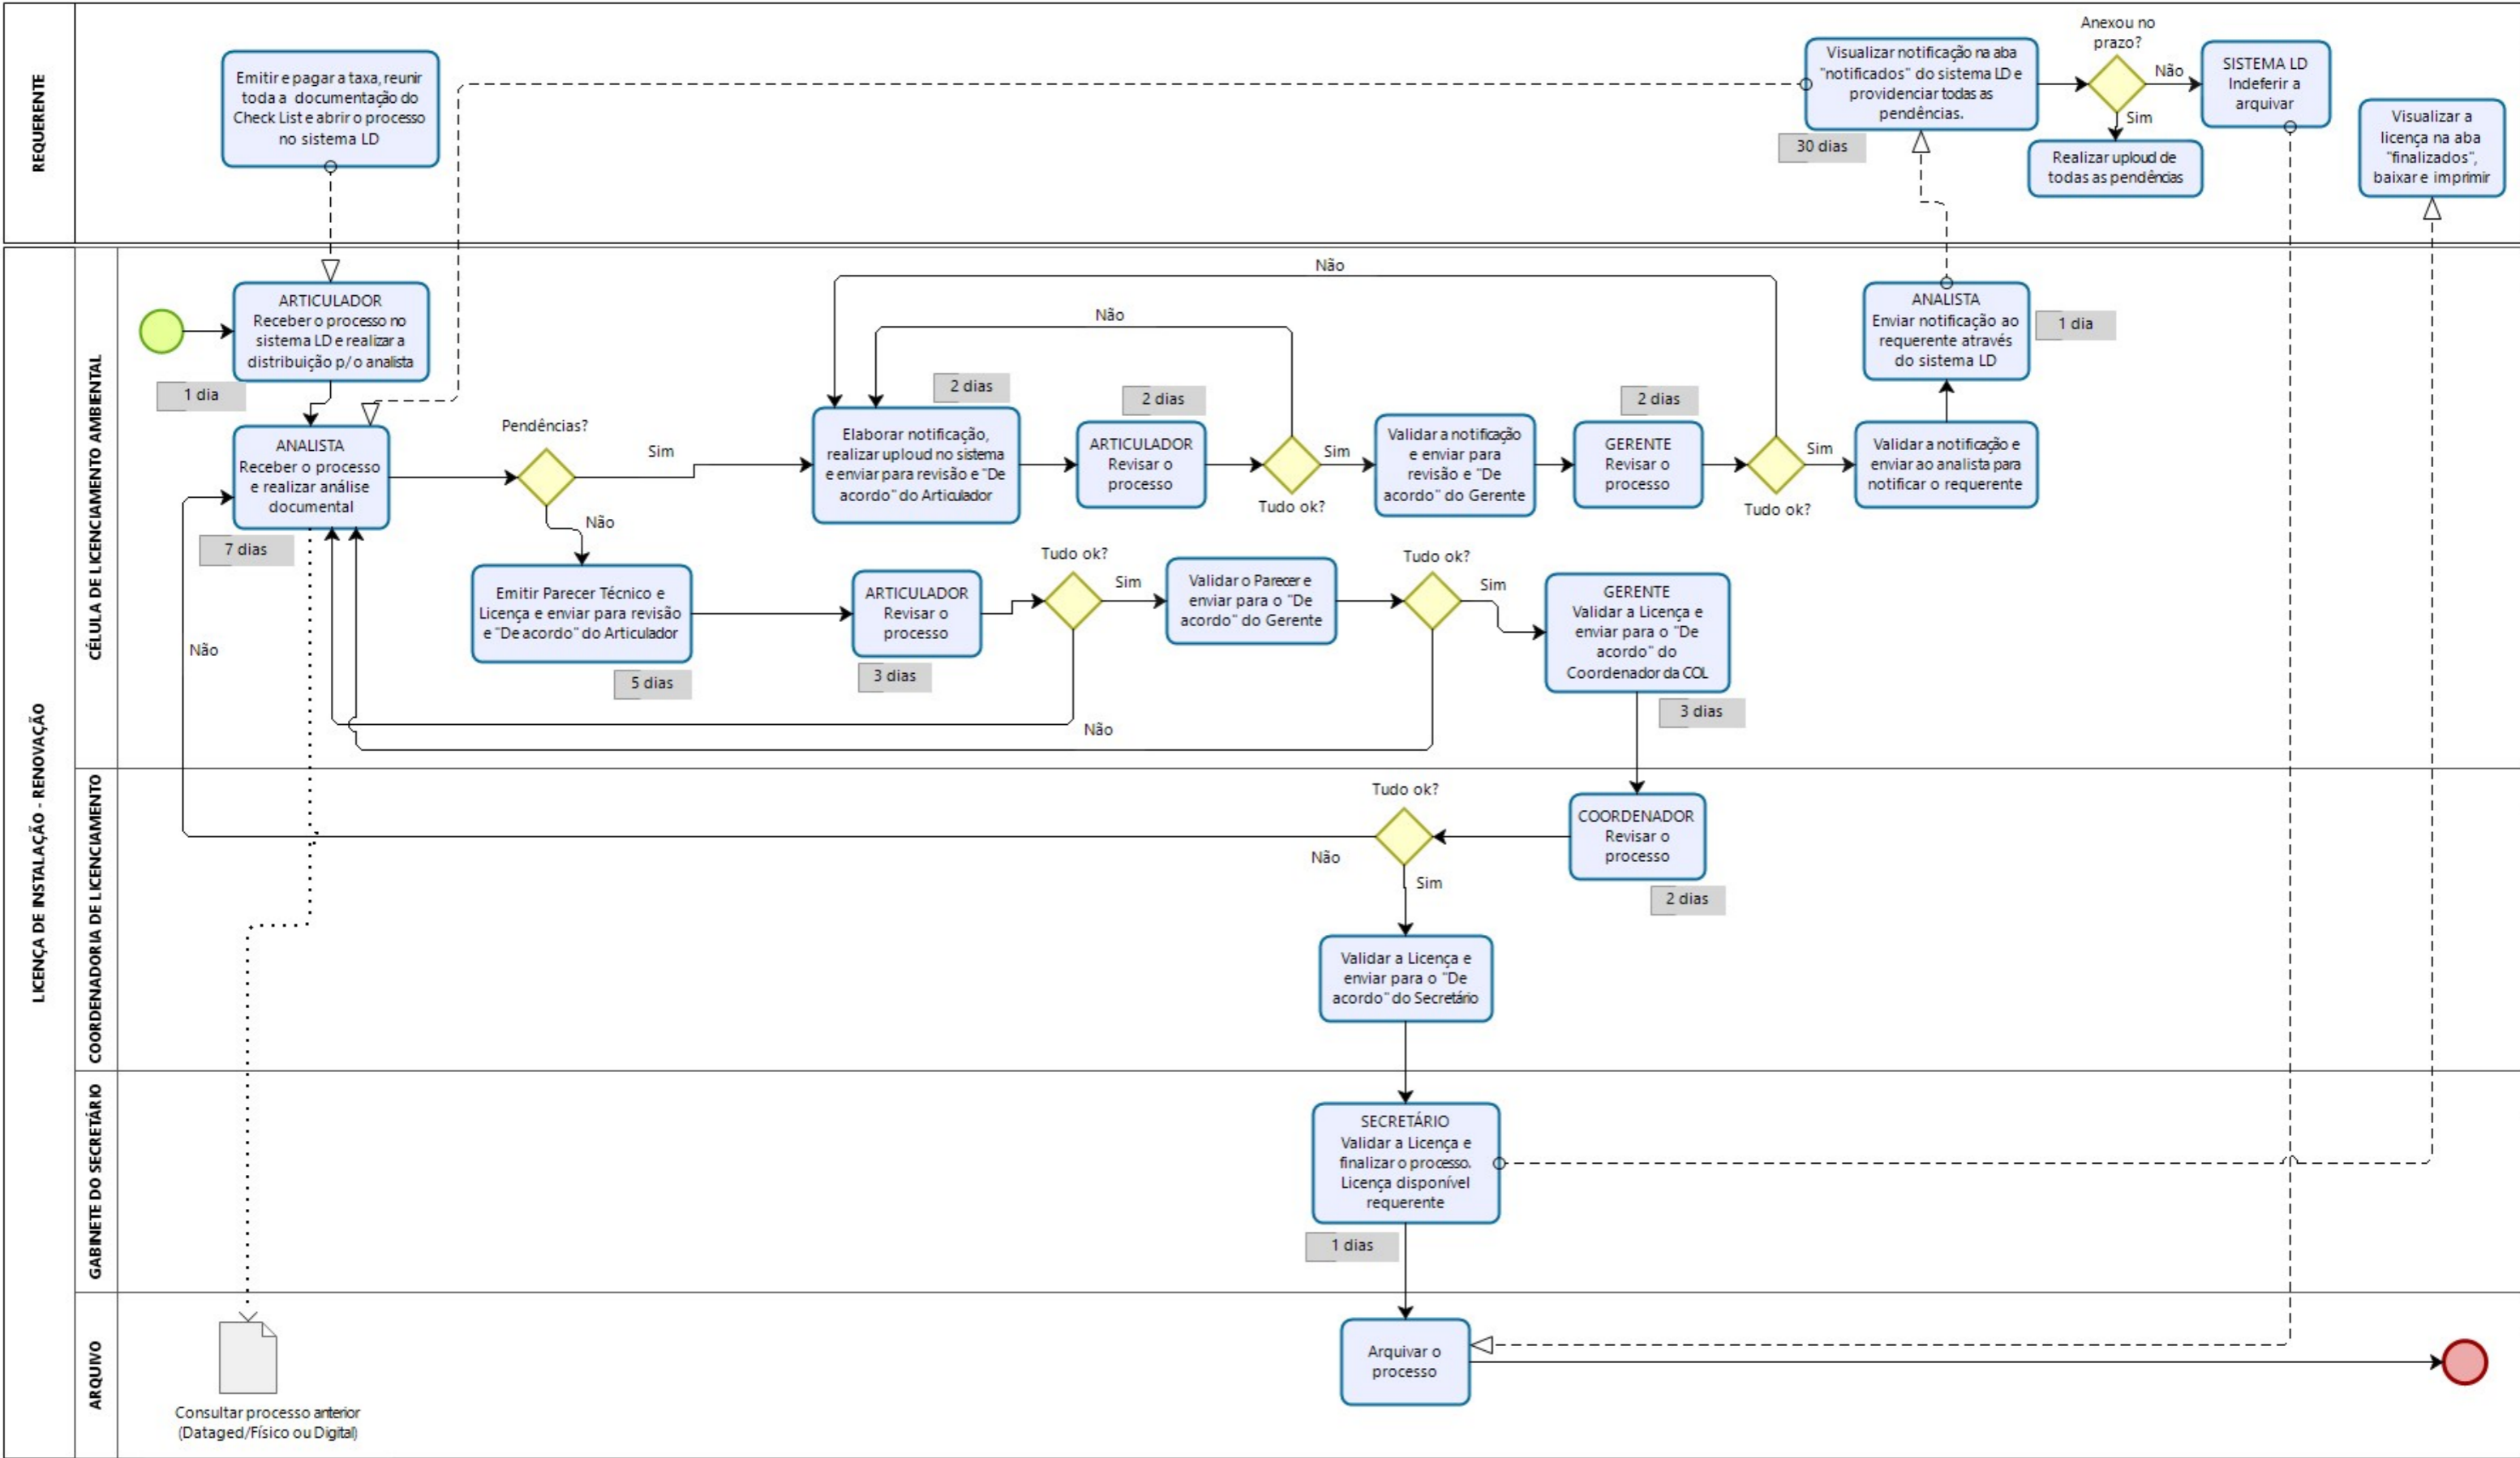 REQUERENTE
Emitir e pagar a taxa, reunir
toda a documentação do
Check List e abrir o processo
no sistema LD
Visualizar notificação na aba
"notificados" do sistema LD e
providenciar todas as
pendências.
30 dias
Anexou no
prazo?
Não
Sim
SISTEMA LD
Indeferir a
arquivar
Realizar uploud de
todas as pendências
Visualizar a
licença na aba
"finalizados",
baixar e imprimir
LICENÇA DE INSTALAÇÃO - RENOVAÇÃO
CÉLULA DE LICENCIAMENTO AMBIENTAL
ARTICULADOR
Receber o processo no
sistema LD e realizar a
distribuição p/ o analista
1 dia
ANALISTA
Receber o processo
e realizar análise
documental
7 dias
Pendências?
Sim
Não
Elaborar notificação,
realizar uploud no sistema
e enviar para revisão e "De
acordo" do Articulador
2 dias
ARTICULADOR
Revisar o
processo
2 dias
Não
Não
Tudo ok?
Sim
Validar a notificação
e enviar para
revisão e "De
acordo" do Gerente
GERENTE
Revisar o
processo
2 dias
Tudo ok?
Sim
Validar a notificação e
enviar ao analista para
notificar o requerente
ANALISTA
Enviar notificação ao
requerente através
do sistema LD
1 dia
Emitir Parecer Técnico e
Licença e enviar para revisão
e "De acordo" do Articulador
5 dias
ARTICULADOR
Revisar o
processo
3 dias
Tudo ok?
Sim
Validar o Parecer e
enviar para o "De
acordo" do Gerente
Tudo ok?
Sim
GERENTE
Validar a Licença e
enviar para o "De
acordo" do
Coordenador da COL
3 dias
Não
Não
COORDENADORIA DE LICENCIAMENTO
Tudo ok?
Não
Sim
COORDENADOR
Revisar o
processo
2 dias
Validar a Licença e
enviar para o "De
acordo" do Secretário
GABINETE DO SECRETÁRIO
SECRETÁRIO
Validar a Licença e
finalizar o processo.
Licença disponível
requerente
1 dias
ARQUIVO
Consultar processo anterior
(Dataged/Físico ou Digital)
Arquivar o
processo